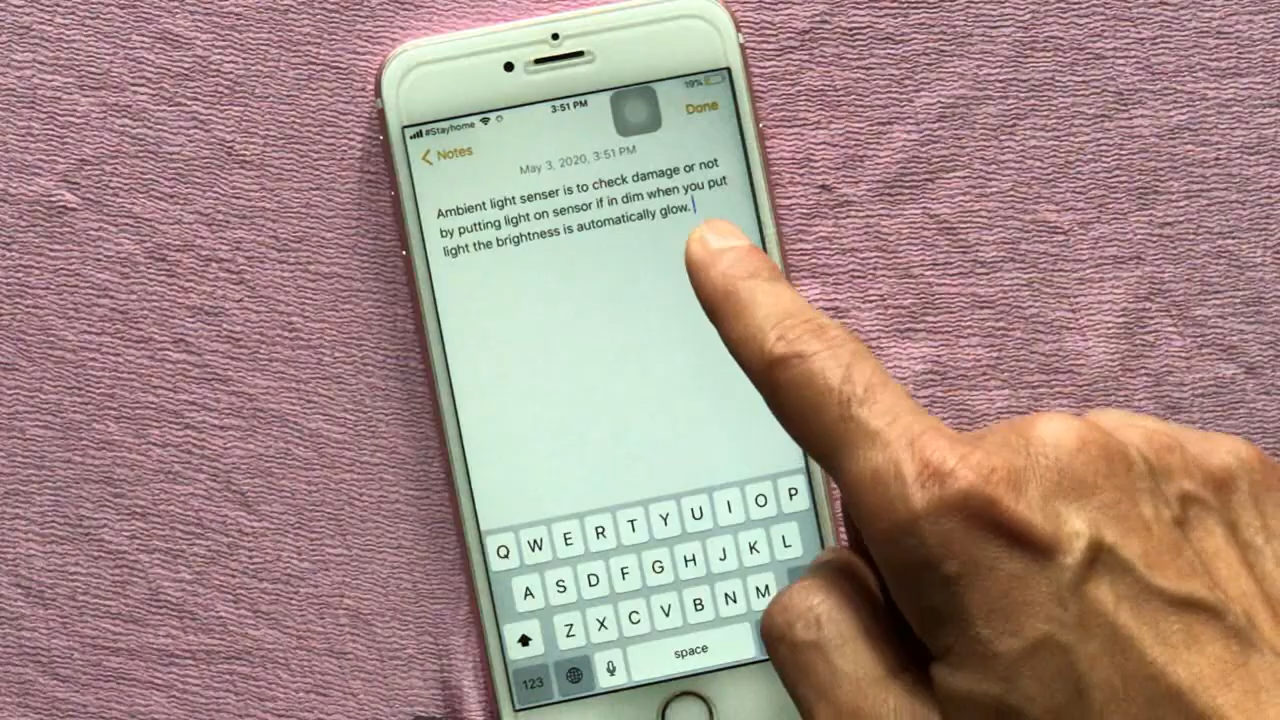 #Stayhome 3:51 PM 19%
Notes Done
May 3, 2020, 3:51 PM
Ambient light senser is to check damage or not
by putting light on sensor if in dim when you put
light the brightness is automatically glow.
Q W E R T Y U I O P
A S D F G H J K L
Z X C V B N M
123 space